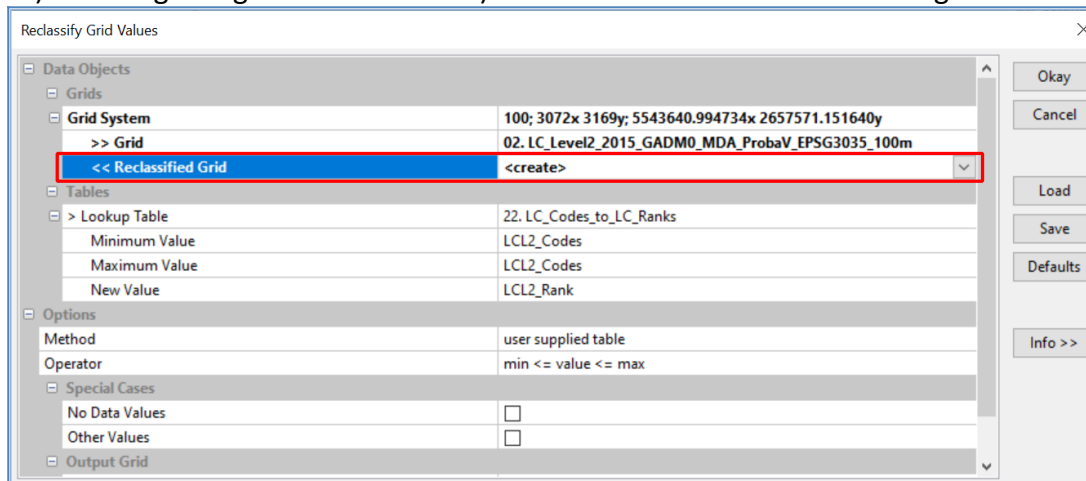 Reclassify Grid Values
Data Objects
Okay
Grids
Grid System 100; 3072x 3169y; 5543640.994734x 2657571.151640y
Cancel
>> Grid 02. LC_Level2_2015_GADM0_MDA_ProbaV_EPSG3035_100m
<< Reclassified Grid <create>
Tables
Load
> Lookup Table 22. LC_Codes_to_LC_Ranks
Save
Minimum Value LCL2_Codes
Maximum Value LCL2_Codes
Defaults
New Value LCL2_Rank
Options
Method user supplied table
Info >>
Operator min <= value <= max
Special Cases
No Data Values
Other Values
Output Grid